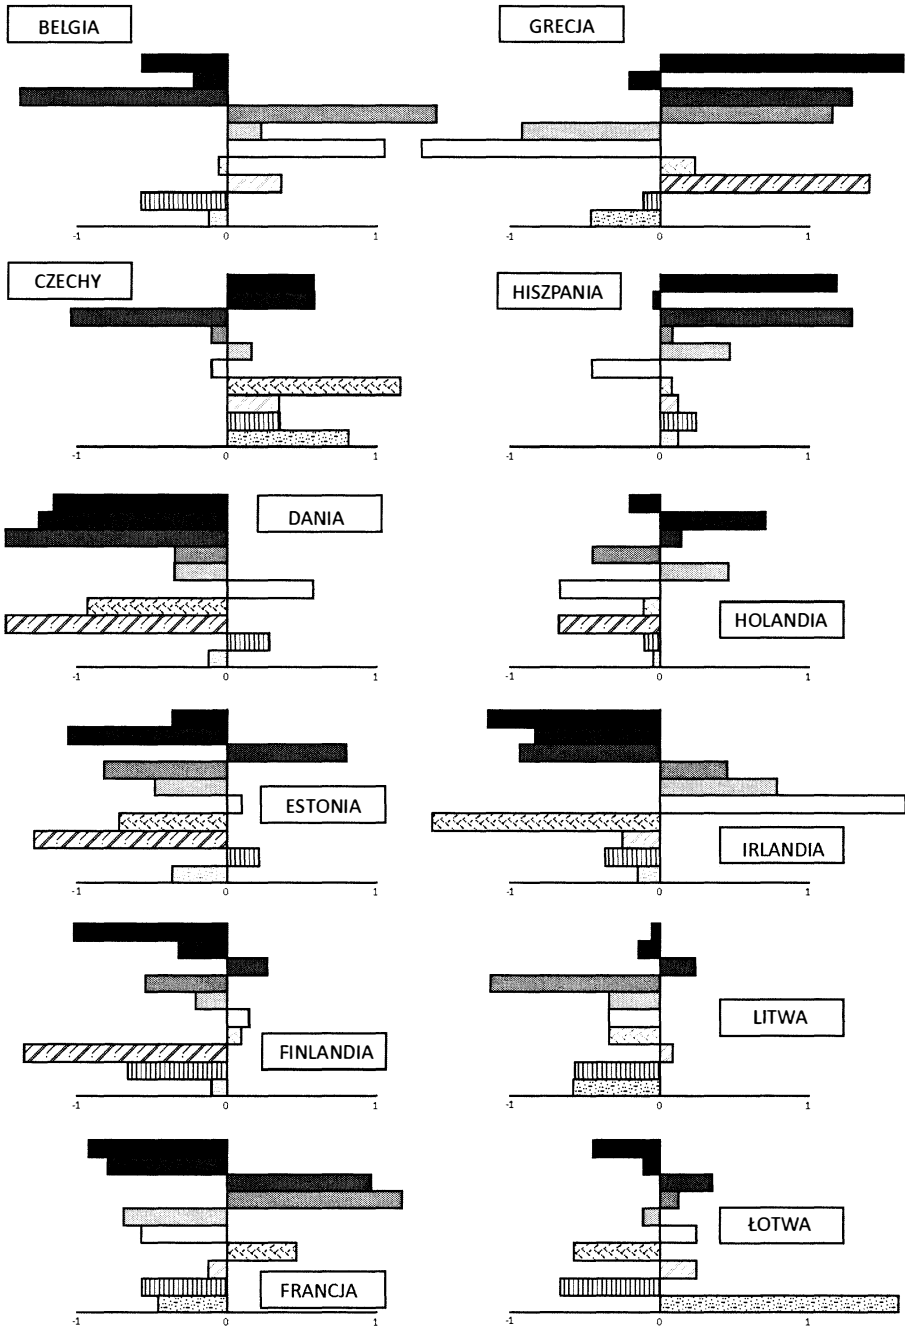 BELGIA
GRECJA
-1 0 1
-1 0 1
CZECHY
HISZPANIA
-1 0 1
-1 0 1
DANIA
HOLANDIA
-1 0 1
-1 0 1
ESTONIA
IRLANDIA
-1 0 1
-1 0 1
FINLANDIA
LITWA
-1 0 1
-1 0 1
FRANCJA
ŁOTWA
-1 0 1
-1 0 1